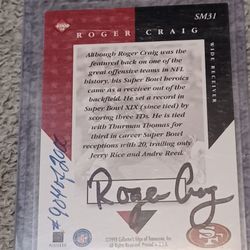 SM31
ROGER CRAIG
WIDE RECEIVER
Although Roger Craig was the
featured back on one of the
great offensive teams in NFL
history, his Super Bowl heroics
came as a receiver out of the
backfield. He set a record in
Super Bowl XIX (since tied) by
scoring three TDs. He is tied
with Thurman Thomas for
third in career Super Bowl
receptions with 20, trailing only
Jerry Rice and Andre Reed.
Roger Craig
SF